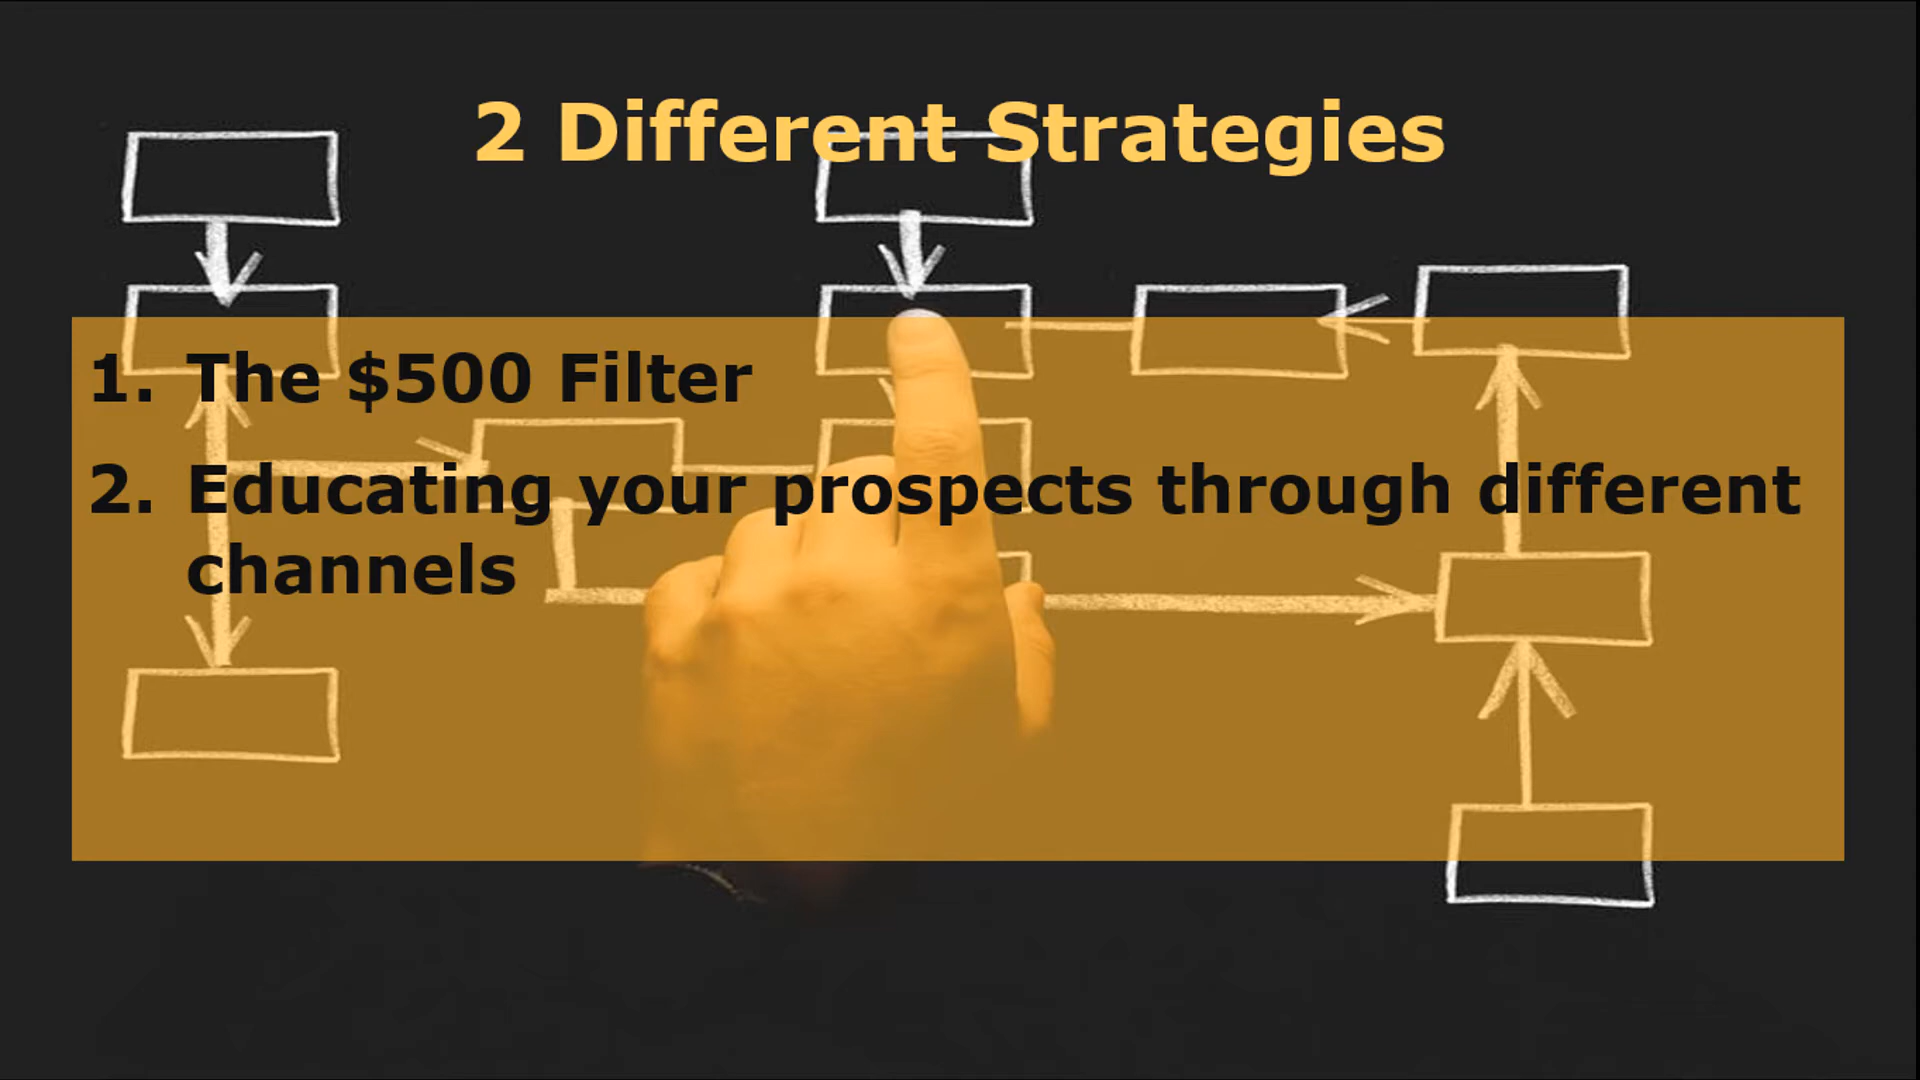 2 Different Strategies
1. The $500 Filter
2. Educating your prospects through different
channels